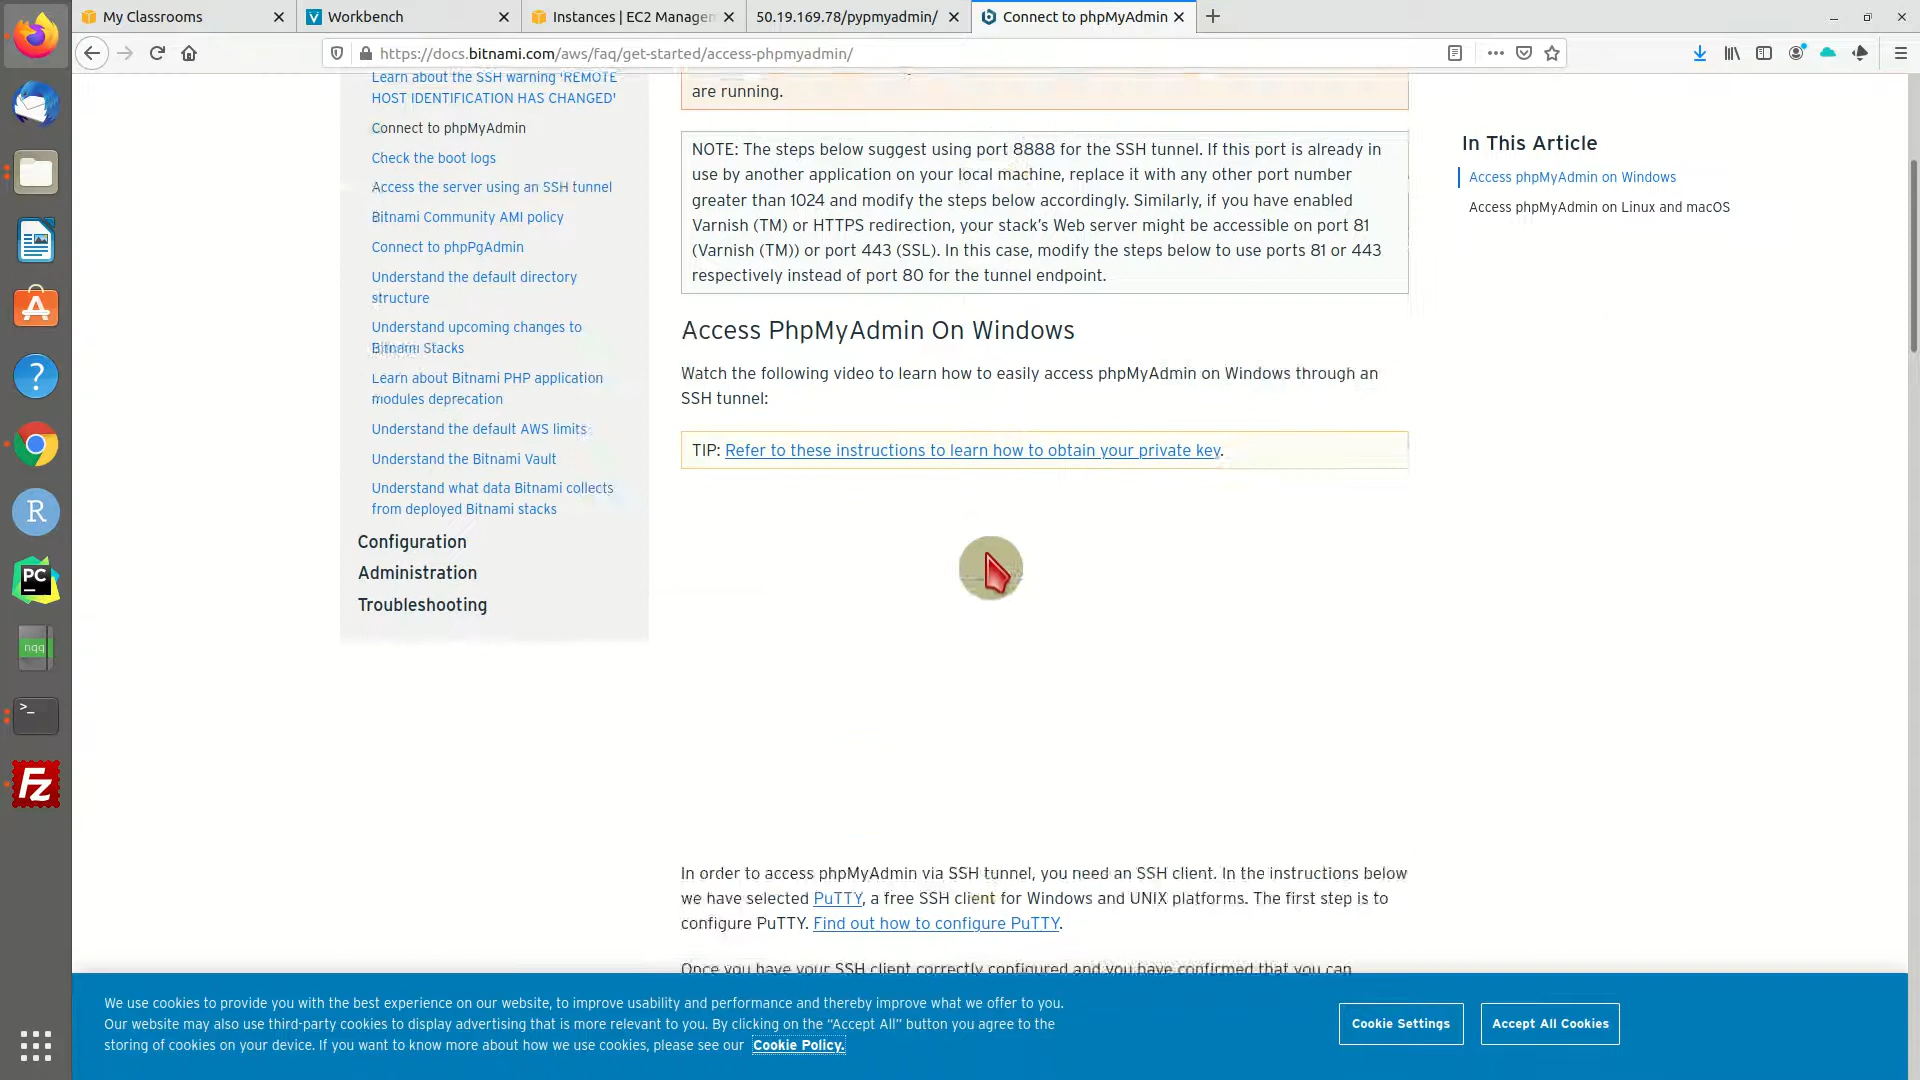 My Classrooms
Workbench
Instances | EC2 Managem
50.19.169.78/pypmyadmin/
Connect to phpMyAdmin
https://docs.bitnami.com/aws/faq/get-started/access-phpmyadmin/
Learn about the SSH warning 'REMOTE
HOST IDENTIFICATION HAS CHANGED'
Connect to phpMyAdmin
Check the boot logs
Access the server using an SSH tunnel
Bitnami Community AMI policy
Connect to phpPgAdmin
Understand the default directory
structure
Understand upcoming changes to
Bitnami Stacks
Learn about Bitnami PHP application
modules deprecation
Understand the default AWS limits
Understand the Bitnami Vault
Understand what data Bitnami collects
from deployed Bitnami stacks
Configuration
Administration
Troubleshooting
are running.
NOTE: The steps below suggest using port 8888 for the SSH tunnel. If this port is already in
use by another application on your local machine, replace it with any other port number
greater than 1024 and modify the steps below accordingly. Similarly, if you have enabled
Varnish (TM) or HTTPS redirection, your stack's Web server might be accessible on port 81
(Varnish (TM)) or port 443 (SSL). In this case, modify the steps below to use ports 81 or 443
respectively instead of port 80 for the tunnel endpoint.
Access PhpMyAdmin On Windows
Watch the following video to learn how to easily access phpMyAdmin on Windows through an
SSH tunnel:
TIP: Refer to these instructions to learn how to obtain your private key.
In order to access phpMyAdmin via SSH tunnel, you need an SSH client. In the instructions below
we have selected PuTTY, a free SSH client for Windows and UNIX platforms. The first step is to
configure PuTTY. Find out how to configure PuTTY.
Once you have your SSH client correctly configured and you have confirmed that you can
In This Article
Access phpMyAdmin on Windows
Access phpMyAdmin on Linux and macOS
We use cookies to provide you with the best experience on our website, to improve usability and performance and thereby improve what we offer to you.
Our website may also use third-party cookies to display advertising that is more relevant to you. By clicking on the “Accept All” button you agree to the
storing of cookies on your device. If you want to know more about how we use cookies, please see our Cookie Policy.
Cookie Settings
Accept All Cookies
R
PC
nqq
>_
Fz